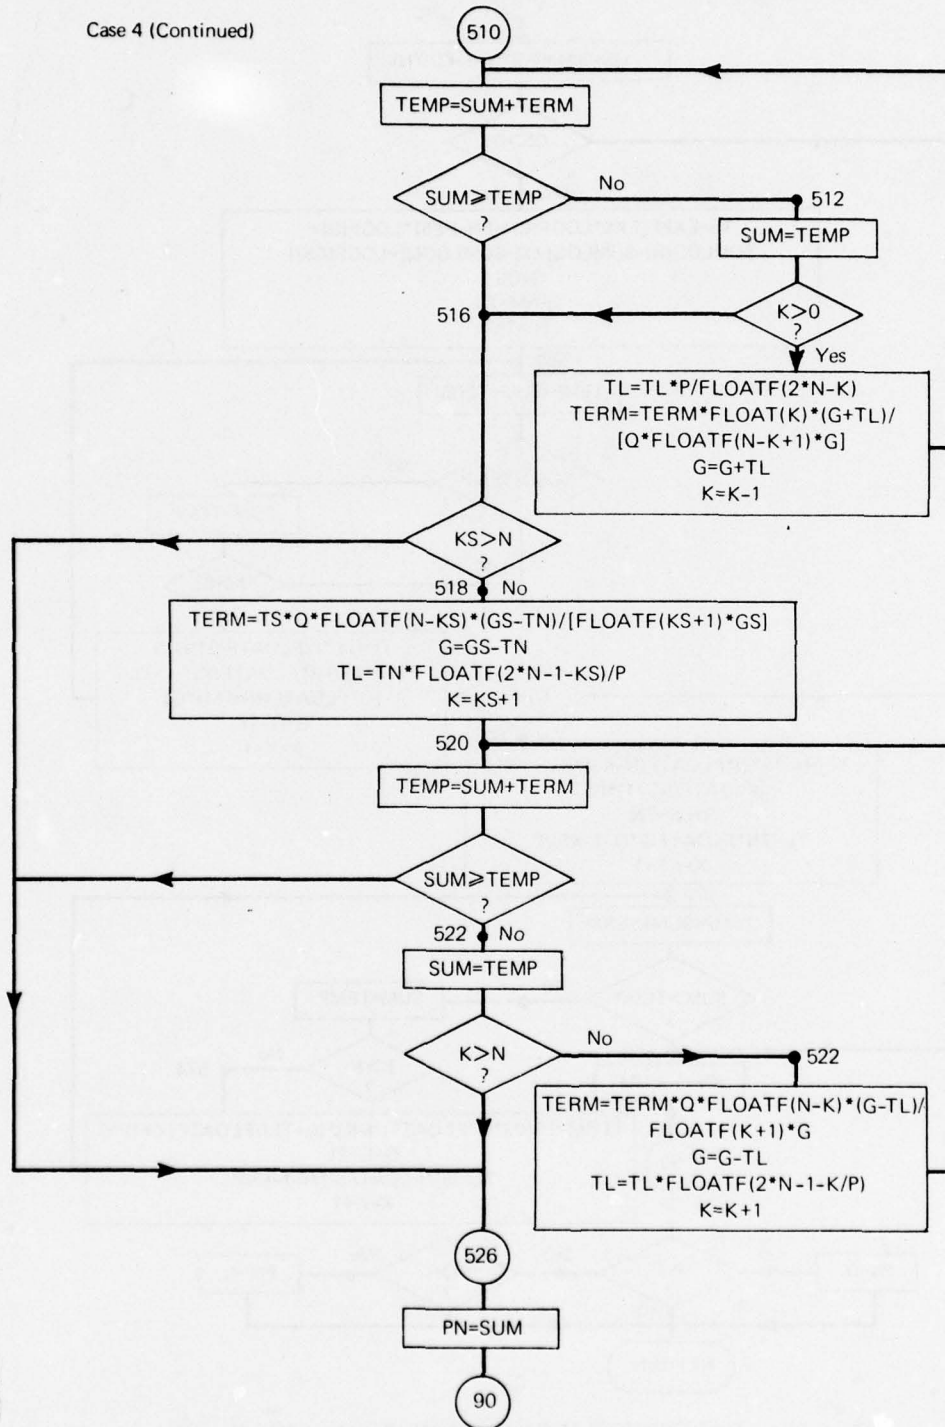 Case 4 (Continued)
510
TEMP=SUM+TERM
SUM⩾TEMP
?
No
512
SUM=TEMP
516
K>0
?
Yes
TL=TL*P/FLOATF(2*N-K)
TERM=TERM*FLOAT(K)*(G+TL)/
[Q*FLOATF(N-K+1)*G]
G=G+TL
K=K-1
KS>N
?
518
No
TERM=TS*Q*FLOATF(N-KS)*(GS-TN)/[FLOATF(KS+1)*GS]
G=GS-TN
TL=TN*FLOATF(2*N-1-KS)/P
K=KS+1
520
TEMP=SUM+TERM
SUM⩾TEMP
?
522
No
SUM=TEMP
K>N
?
No
522
TERM=TERM*Q*FLOATF(N-K)*(G-TL)/
FLOATF(K+1)*G
G=G-TL
TL=TL*FLOATF(2*N-1-K/P)
K=K+1
526
PN=SUM
90